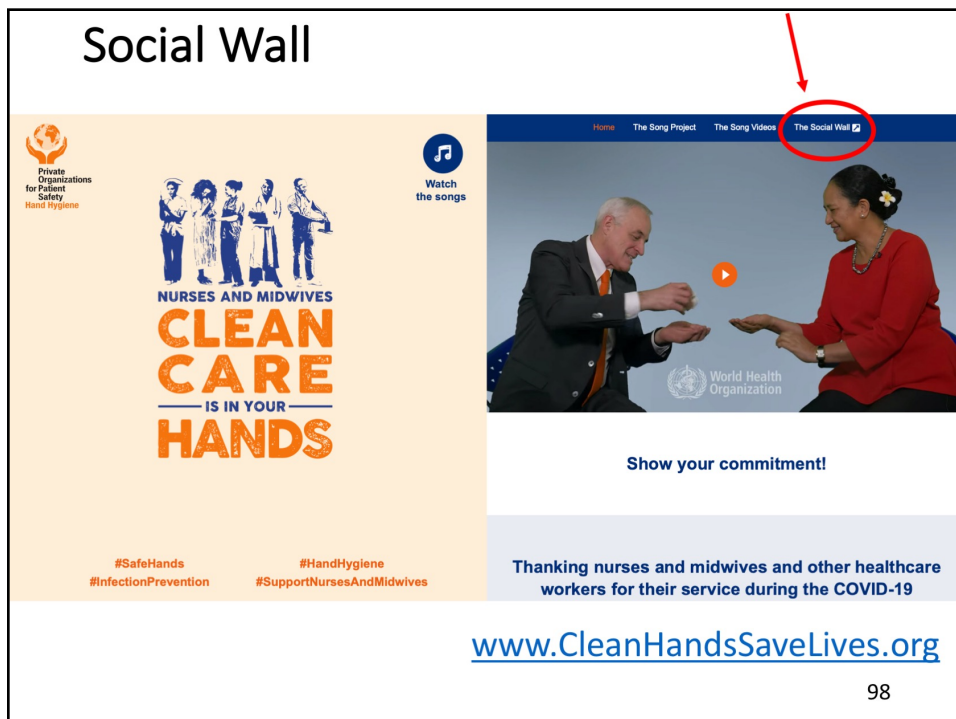 Social Wall
Private
Organizations
for Patient
Safety
Hand Hygiene
Watch
the songs
NURSES AND MIDWIVES
CLEAN
CARE
IS IN YOUR
HANDS
#SafeHands
#HandHygiene
#InfectionPrevention
#SupportNursesAndMidwives
Home The Song Project The Song Videos The Social Wall
World Health
Organization
Show your commitment!
Thanking nurses and midwives and other healthcare
workers for their service during the COVID-19
www.CleanHandsSaveLives.org
98